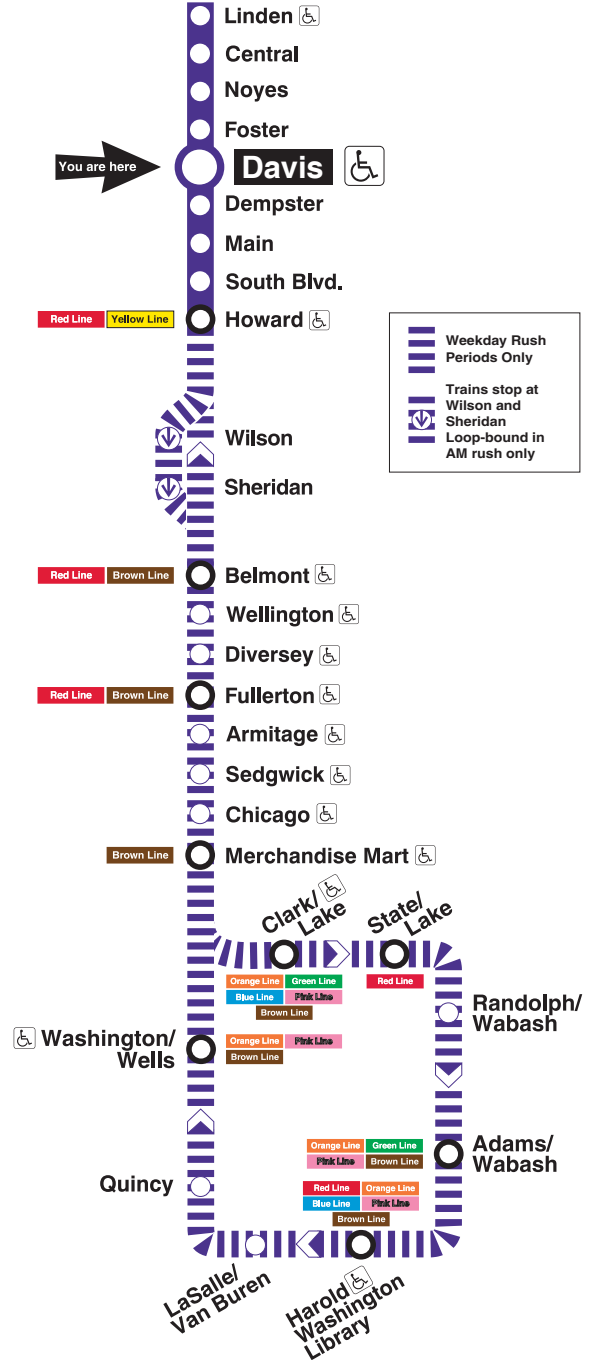 Linden
Central
Noyes
Foster
You are here
Davis
Dempster
Main
South Blvd.
Red Line
Yellow Line
Howard
Weekday Rush
Periods Only
Trains stop at
Wilson and
Sheridan
Loop-bound in
AM rush only
Wilson
Sheridan
Red Line
Brown Line
Belmont
Wellington
Diversey
Red Line
Brown Line
Fullerton
Armitage
Sedgwick
Chicago
Brown Line
Merchandise Mart
Clark/
Lake
State/
Lake
Orange Line
Green Line
Blue Line
Pink Line
Brown Line
Red Line
Randolph/
Wabash
Washington/
Wells
Orange Line
Pink Line
Brown Line
Orange Line
Green Line
Pink Line
Brown Line
Adams/
Wabash
Quincy
Red Line
Orange Line
Blue Line
Pink Line
Brown Line
LaSalle/
Van Buren
Harold
Washington
Library